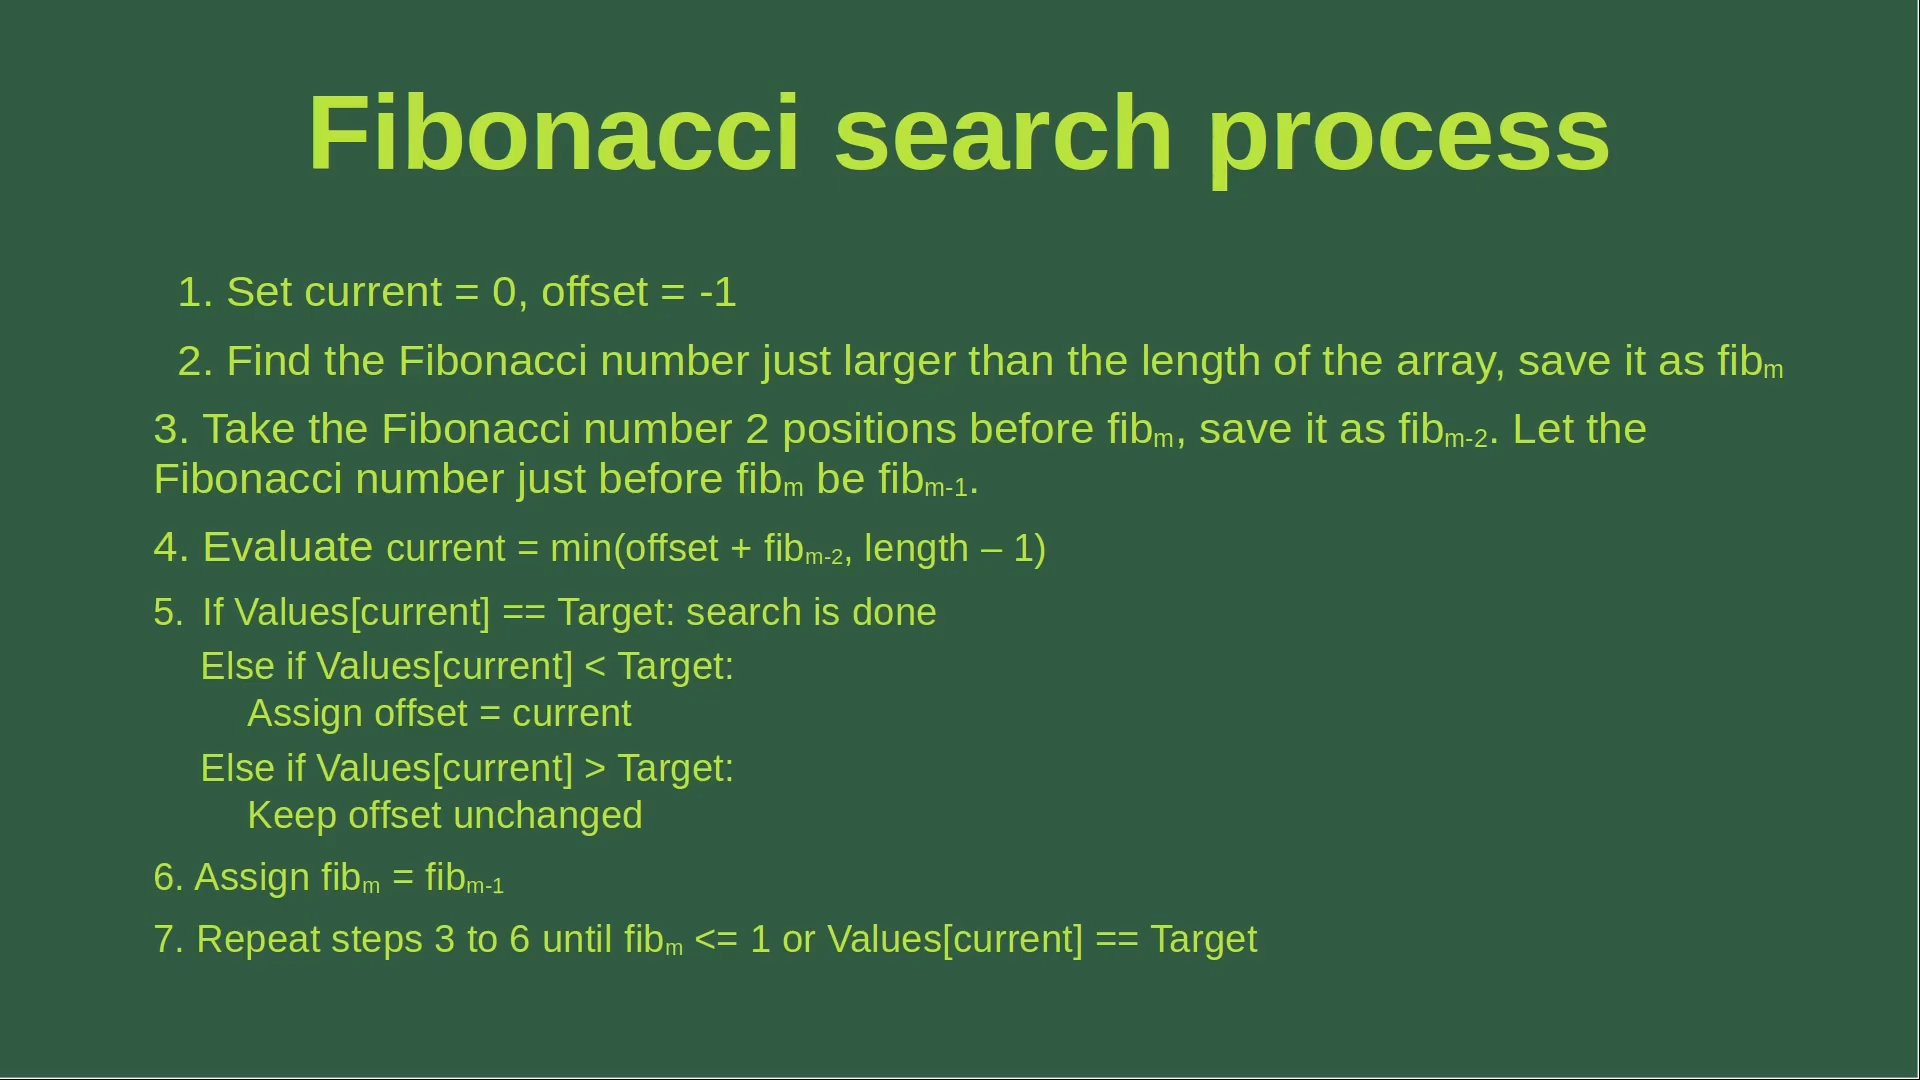 Fibonacci search process
1. Set current = 0, offset = -1
2. Find the Fibonacci number just larger than the length of the array, save it as fibm
3. Take the Fibonacci number 2 positions before fibm, save it as fibm-2. Let the
Fibonacci number just before fibm be fibm-1.
4. Evaluate current = min(offset + fibm-2, length – 1)
5. If Values[current] == Target: search is done
Else if Values[current] < Target:
Assign offset = current
Else if Values[current] > Target:
Keep offset unchanged
6. Assign fibm = fibm-1
7. Repeat steps 3 to 6 until fibm <= 1 or Values[current] == Target